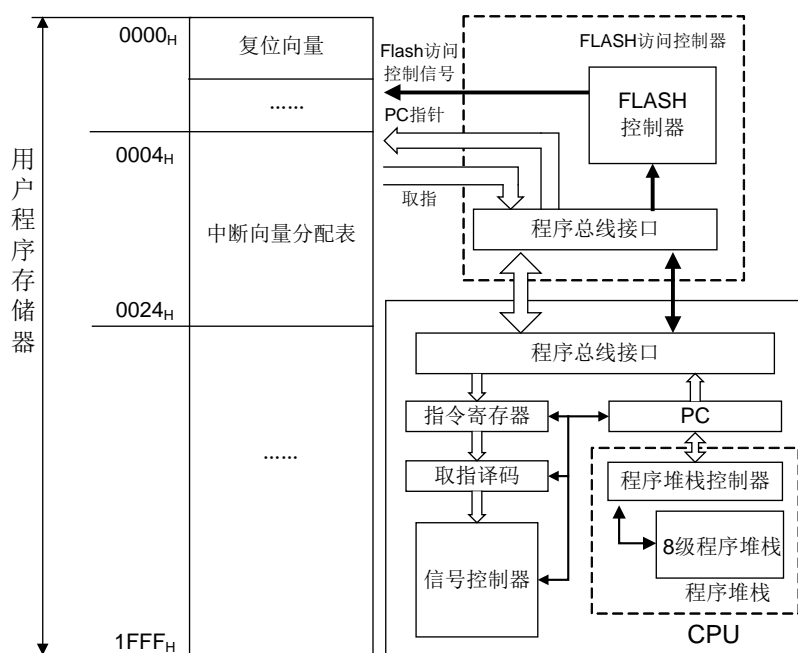 用户程序存储器
0000H
复位向量
……
0004H
中断向量分配表
0024H
……
1FFFH
Flash访问
控制信号
PC指针
取指
FLASH访问控制器
FLASH
控制器
程序总线接口
程序总线接口
指令寄存器
PC
取指译码
程序堆栈控制器
信号控制器
8级程序堆栈
程序堆栈
CPU